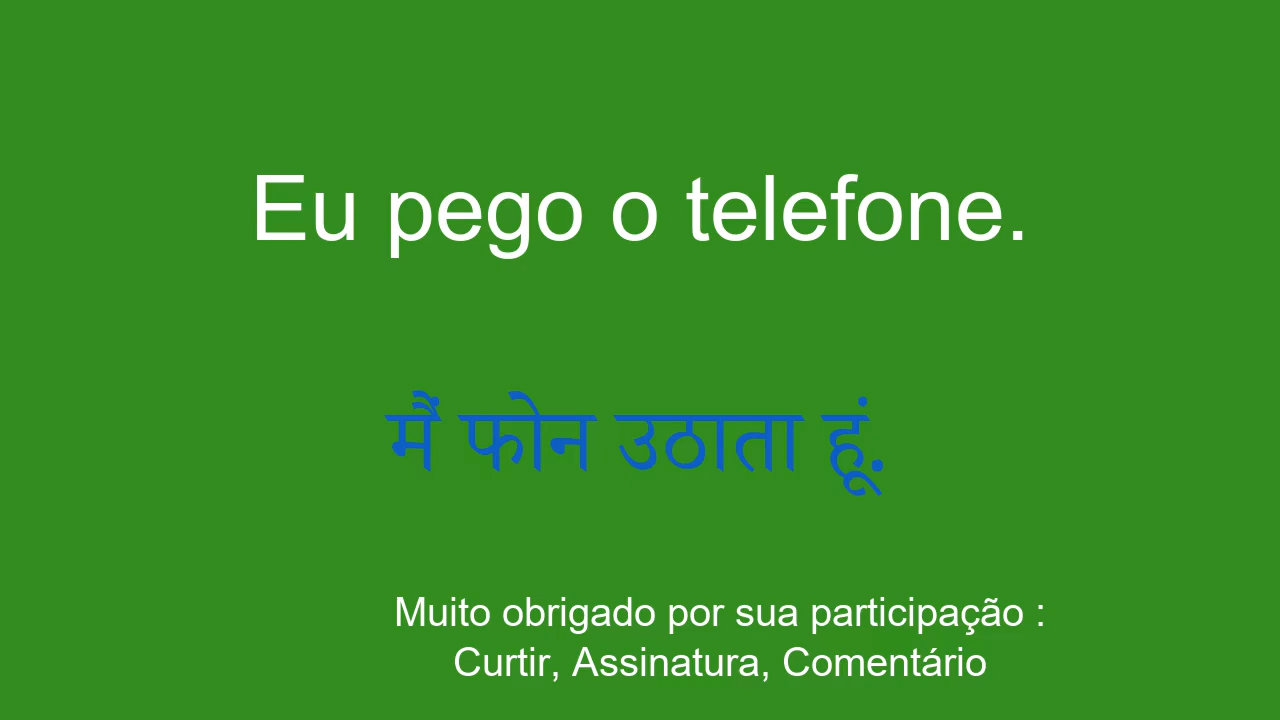 Eu pego o telefone.
मैं फोन उठाता हूं.
Muito obrigado por sua participação :
Curtir, Assinatura, Comentário